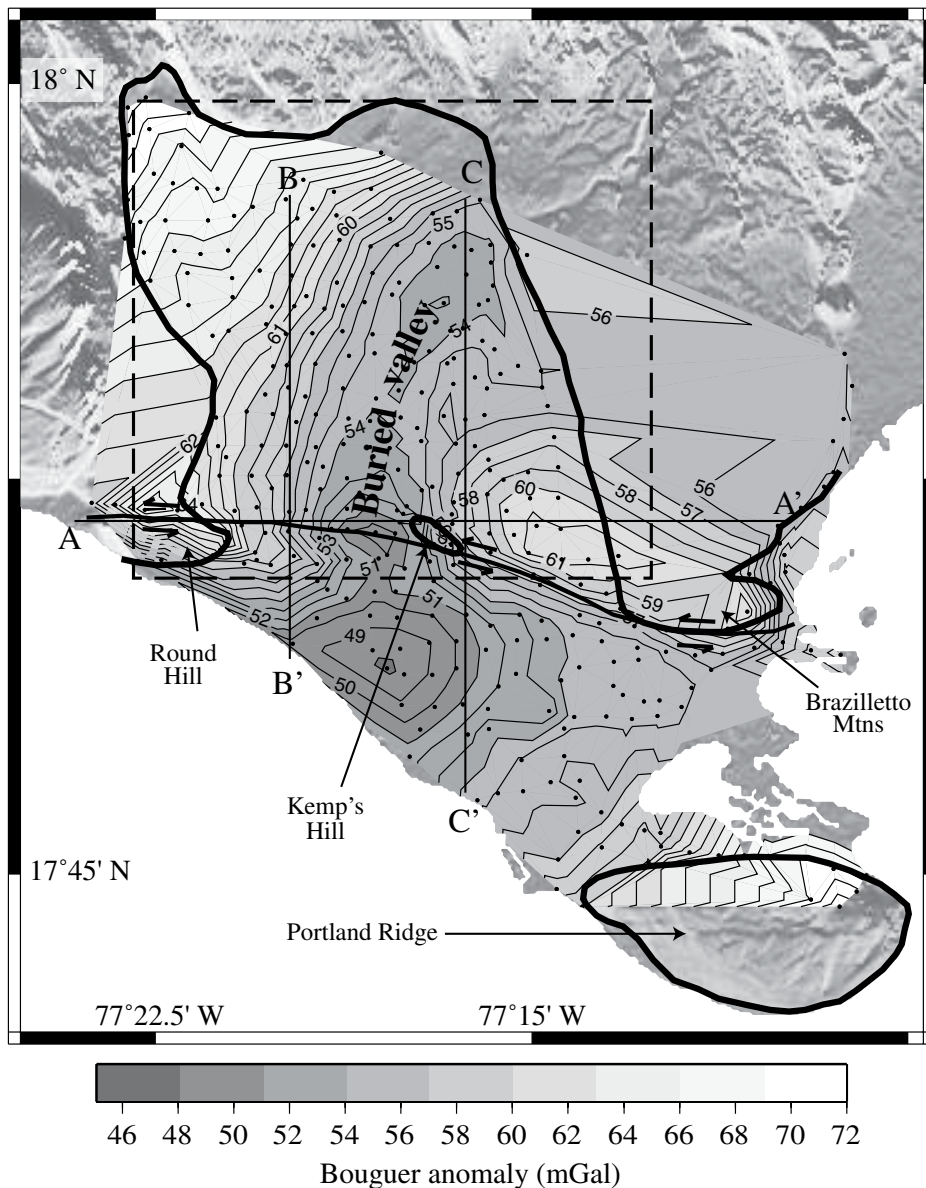 18° N
B
C
60
55
56
61
54
Buried valley
54
62
58
60
58
56
57
A'
A
53
51
61
59
51
52
49
50
Round
Hill
B'
Brazilletto
Mtns
Kemp's
Hill
C'
17°45' N
Portland Ridge
77°22.5' W
77°15' W
46 48 50 52 54 56 58 60 62 64 66 68 70 72
Bouguer anomaly (mGal)